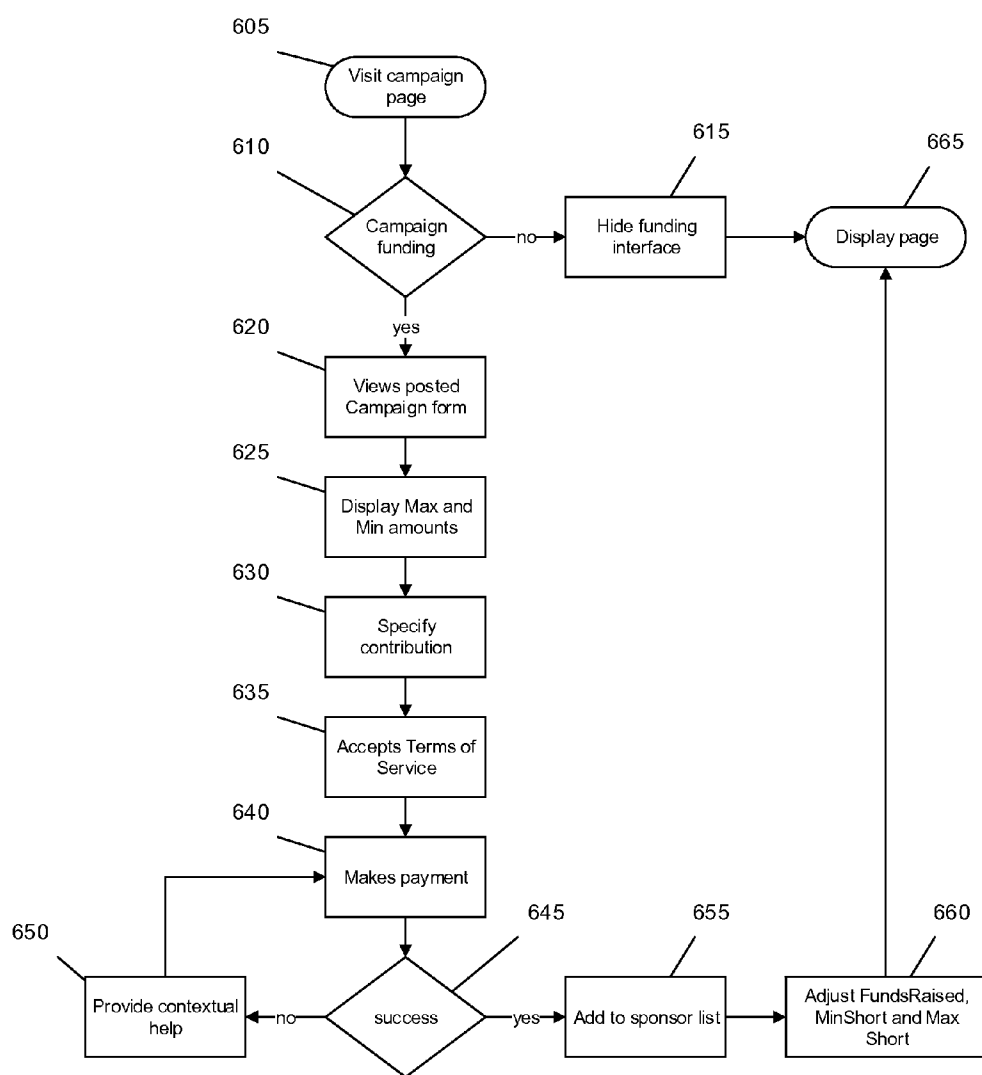 605
Visit campaign
page
610
615
665
Campaign
funding
no
Hide funding
interface
Display page
yes
620
Views posted
Campaign form
625
Display Max and
Min amounts
630
Specify
contribution
635
Accepts Terms of
Service
640
Makes payment
645
655
660
650
Provide contextual
help
no
success
yes
Add to sponsor list
Adjust FundsRaised,
MinShort and Max
Short